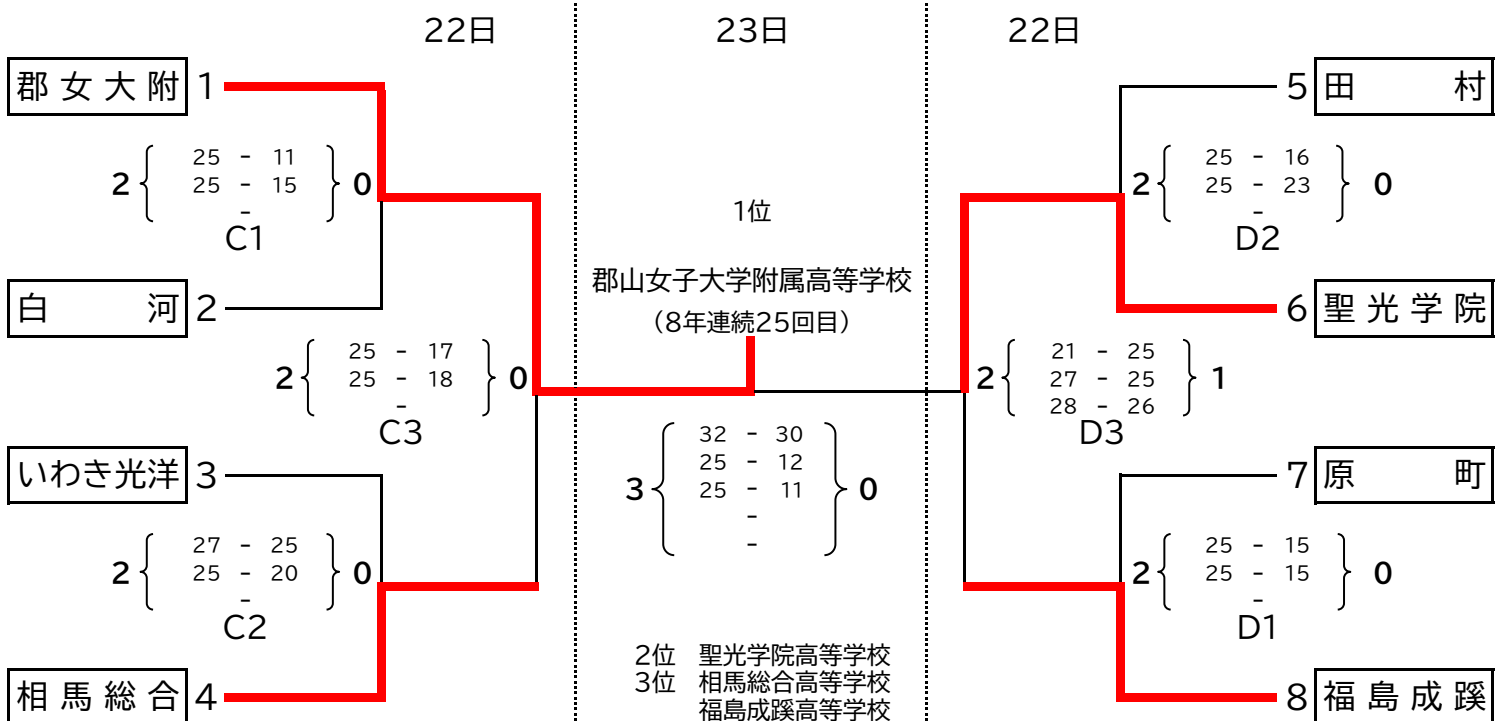 22日
23日
22日
郡女大附 1
25 - 11
25 - 15
-
2 0
C1
白河 2
25 - 17
25 - 18
-
2 0
C3
いわき光洋 3
27 - 25
25 - 20
-
2 0
C2
相馬総合 4
1位
郡山女子大学附属高等学校
（8年連続25回目）
32 - 30
25 - 12
25 - 11
-
-
3 0
2位 聖光学院高等学校
3位 相馬総合高等学校
福島成蹊高等学校
5 田村
25 - 16
25 - 23
-
2 0
D2
6 聖光学院
21 - 25
27 - 25
28 - 26
2 1
D3
7 原町
25 - 15
25 - 15
-
2 0
D1
8 福島成蹊